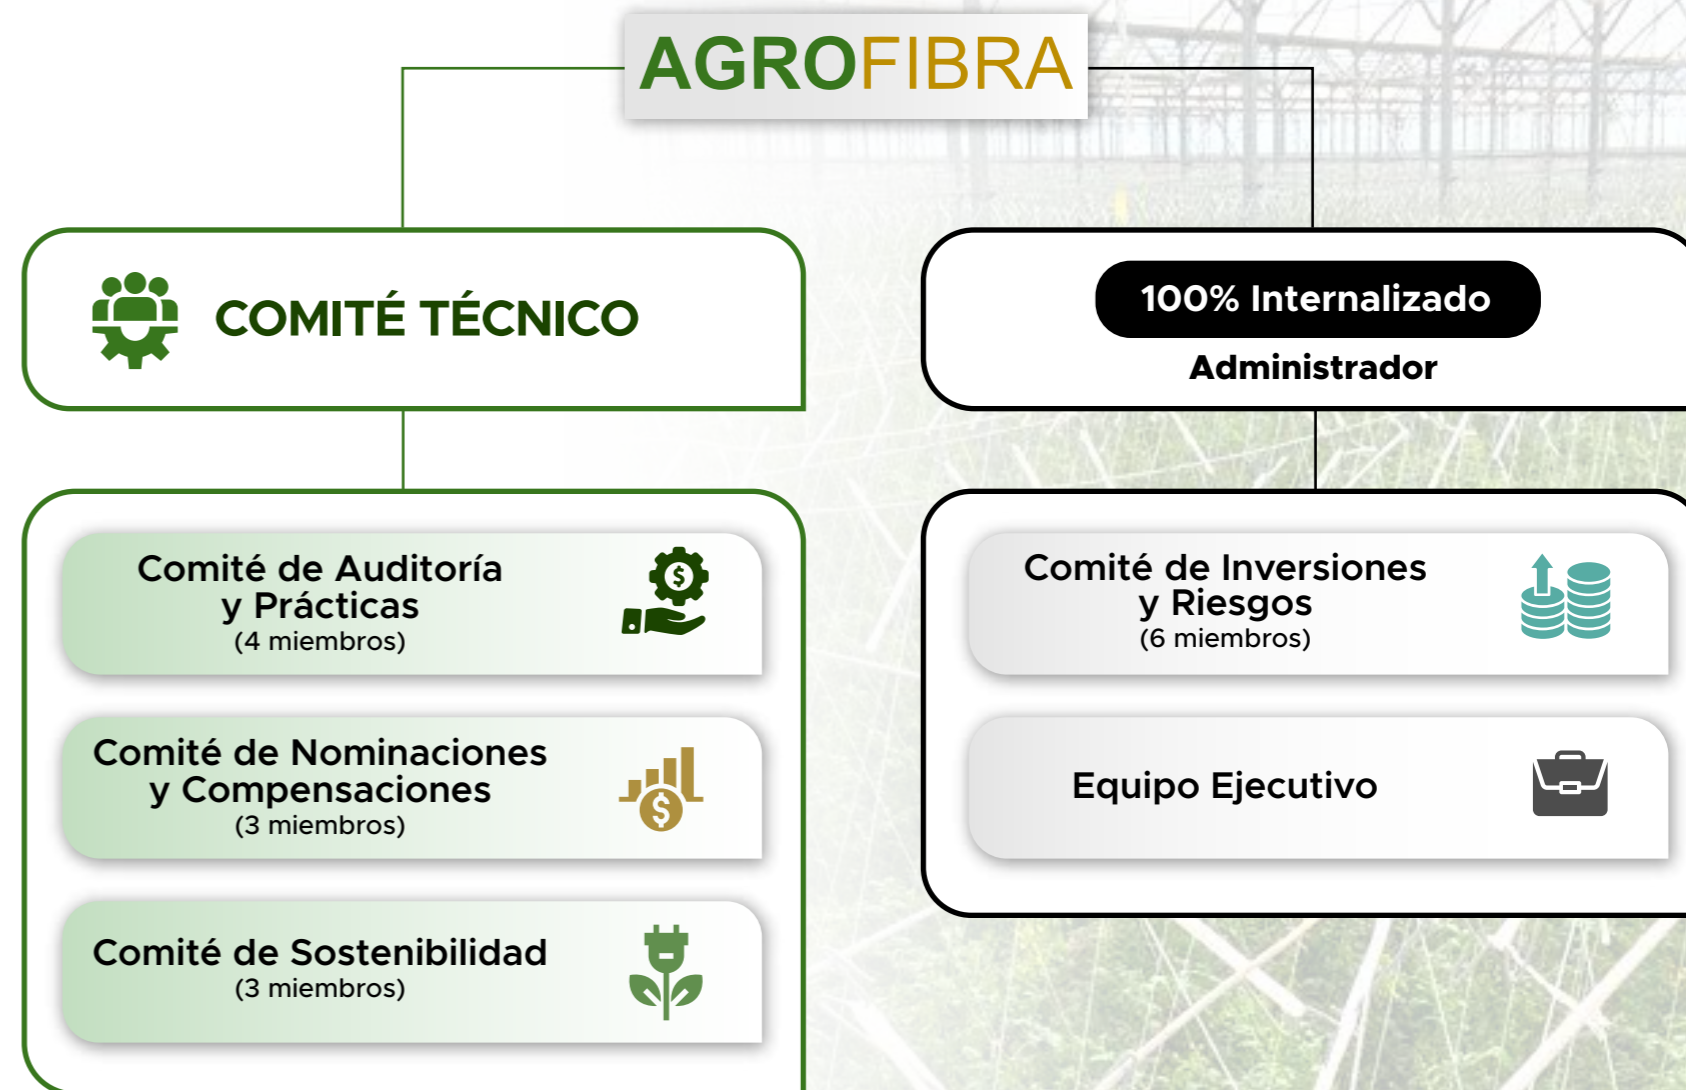 AGROFIBRA
COMITÉ TÉCNICO
Comité de Auditoría
y Prácticas
(4 miembros)
Comité de Nominaciones
y Compensaciones
(3 miembros)
Comité de Sostenibilidad
(3 miembros)
100% Internalizado
Administrador
Comité de Inversiones
y Riesgos
(6 miembros)
Equipo Ejecutivo